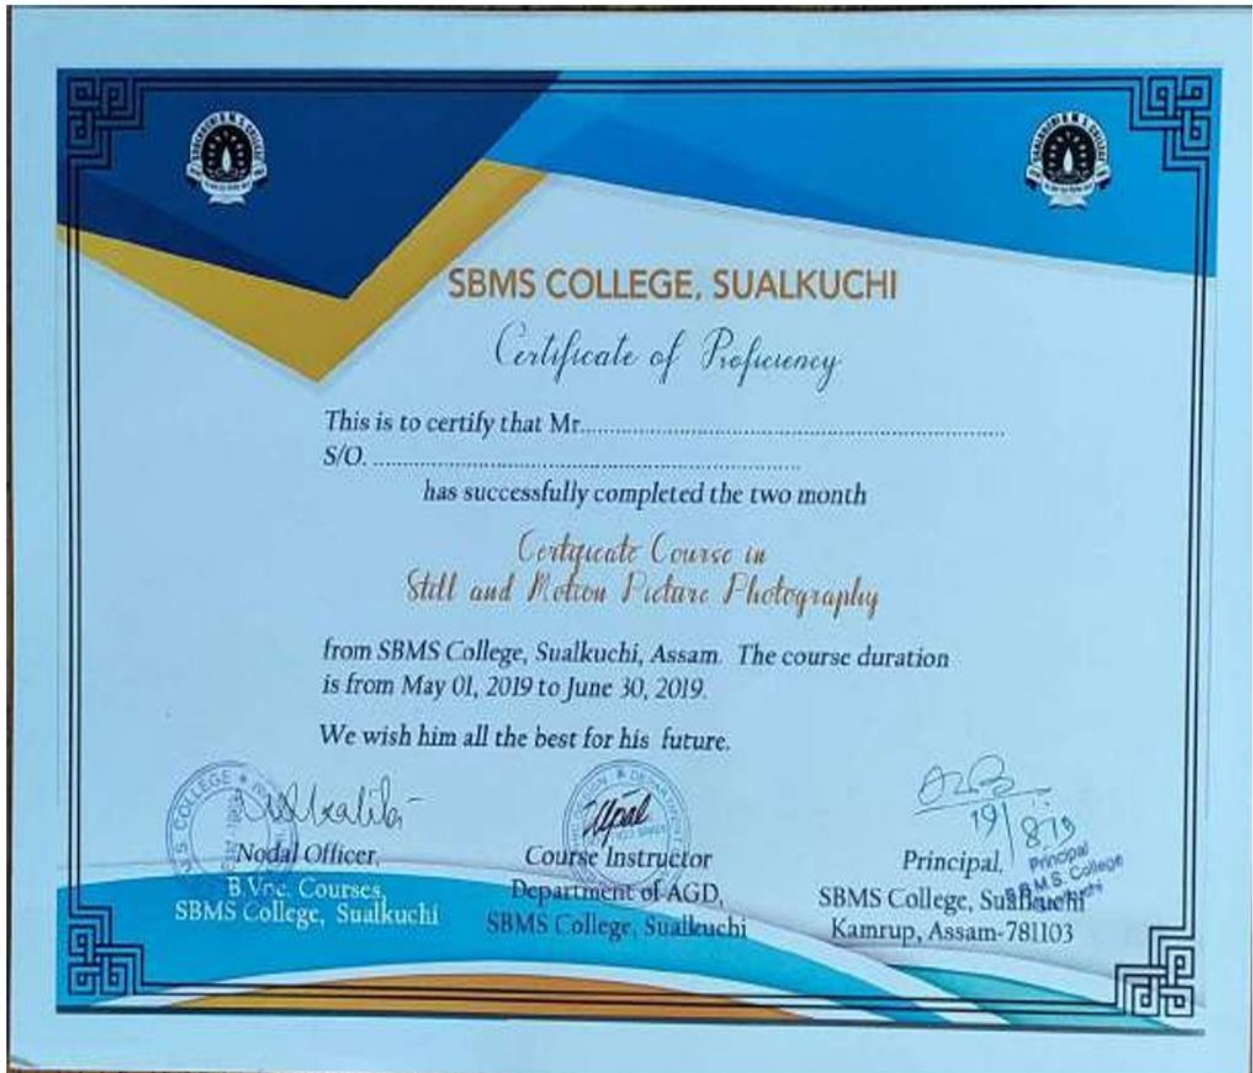 SBMS COLLEGE, SUALKUCHI
Certificate of Proficiency
This is to certify that Mr..........................................................................
S/O. ..........................................................................
has successfully completed the two month
Certificate Course in
Still and Motion Picture Photography
from SBMS College, Sualkuchi, Assam. The course duration
is from May 01, 2019 to June 30, 2019.
We wish him all the best for his future.
Nodal Officer,
B.Voc. Courses,
SBMS College, Sualkuchi
Course Instructor
Department of AGD,
SBMS College, Sualkuchi
19/8/19
Principal
Principal,
SBMS College, Sualkuchi
Kamrup, Assam-781103